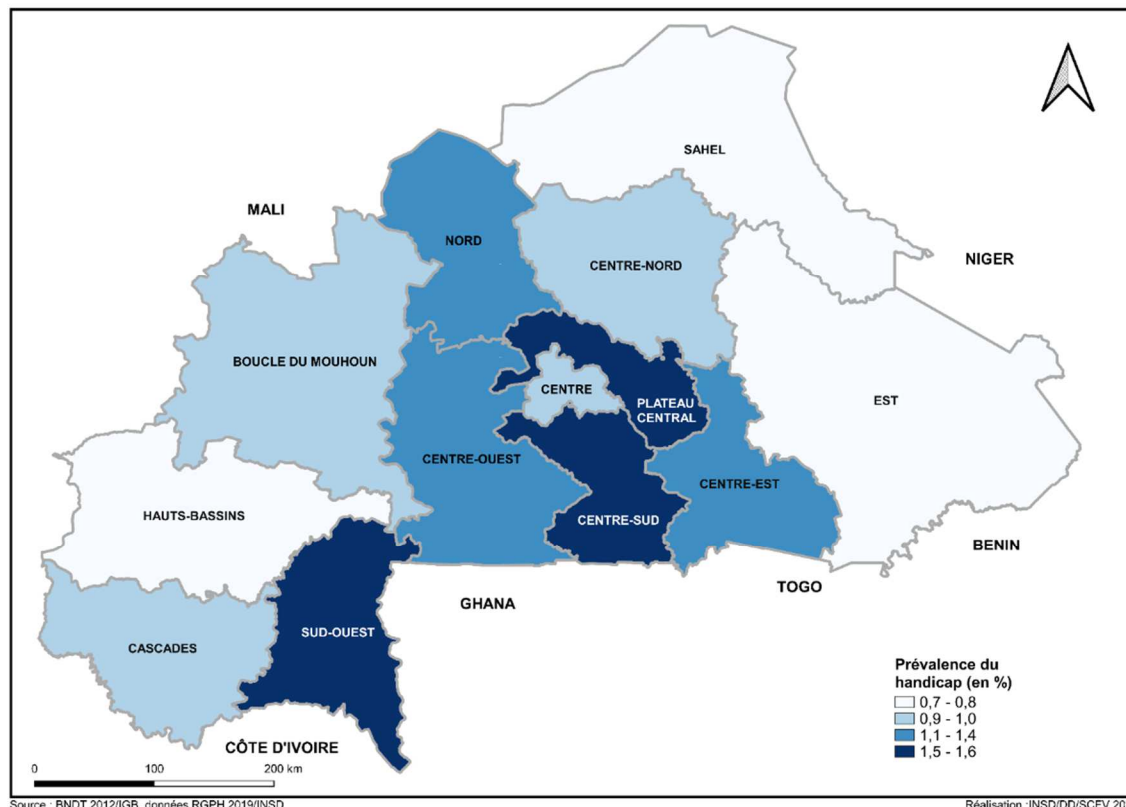 SAHEL
MALI
NORD
NIGER
CENTRE-NORD
BOUCLE DU MOUHOUN
CENTRE
EST
PLATEAU
CENTRAL
CENTRE-OUEST
CENTRE-EST
HAUTS-BASSINS
CENTRE-SUD
BENIN
TOGO
GHANA
SUD-OUEST
CASCADES
CÔTE D'IVOIRE
Prévalence du
handicap (en %)
0,7 - 0,8
0,9 - 1,0
1,1 - 1,4
1,5 - 1,6
0 100 200 km
Source : BNDT 2012/IGB, données RGPH 2019/INSD
Réalisation :INSD/DD/SCEV